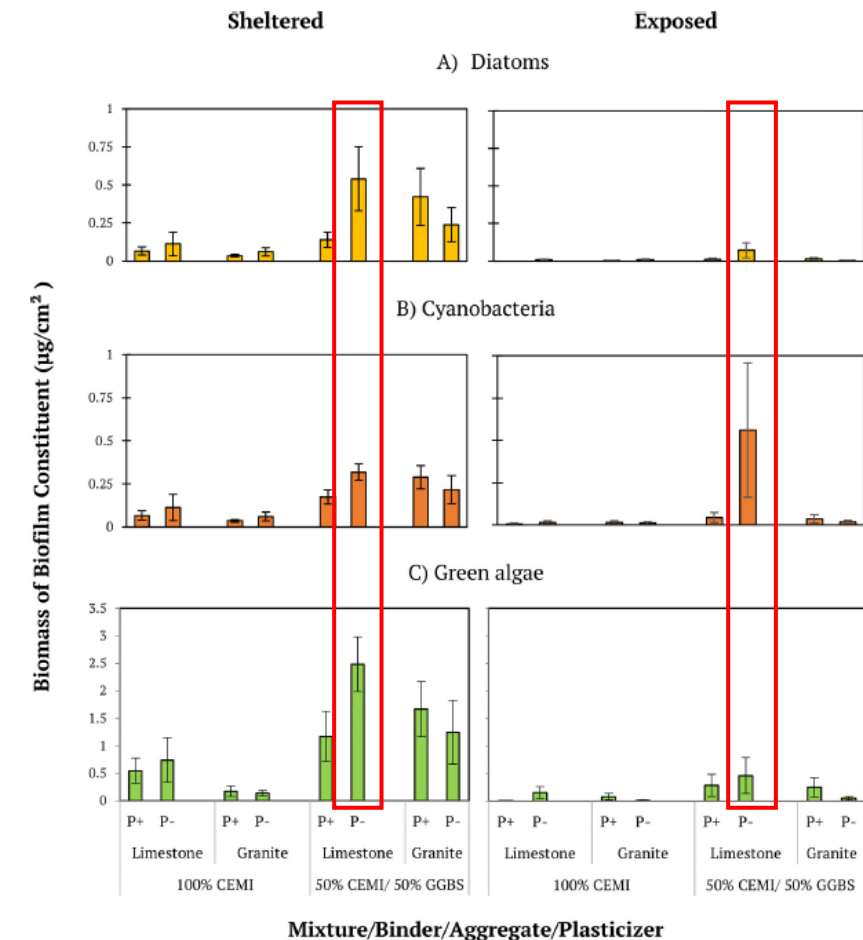 Sheltered Exposed
A) Diatoms
1
0.75
0.5
0.25
0
B) Cyanobacteria
1
0.75
0.5
0.25
0
C) Green algae
3.5
3
2.5
2
1.5
1
0.5
0
Biomass of Biofilm Constituent (µg/cm²)
P+ P- P+ P- P+ P- P+ P- P+ P- P+ P- P+ P- P+ P-
Limestone Granite Limestone Granite Limestone Granite Limestone Granite
100% CEMI 50% CEMI/ 50% GGBS 100% CEMI 50% CEMI/ 50% GGBS
Mixture/Binder/Aggregate/Plasticizer